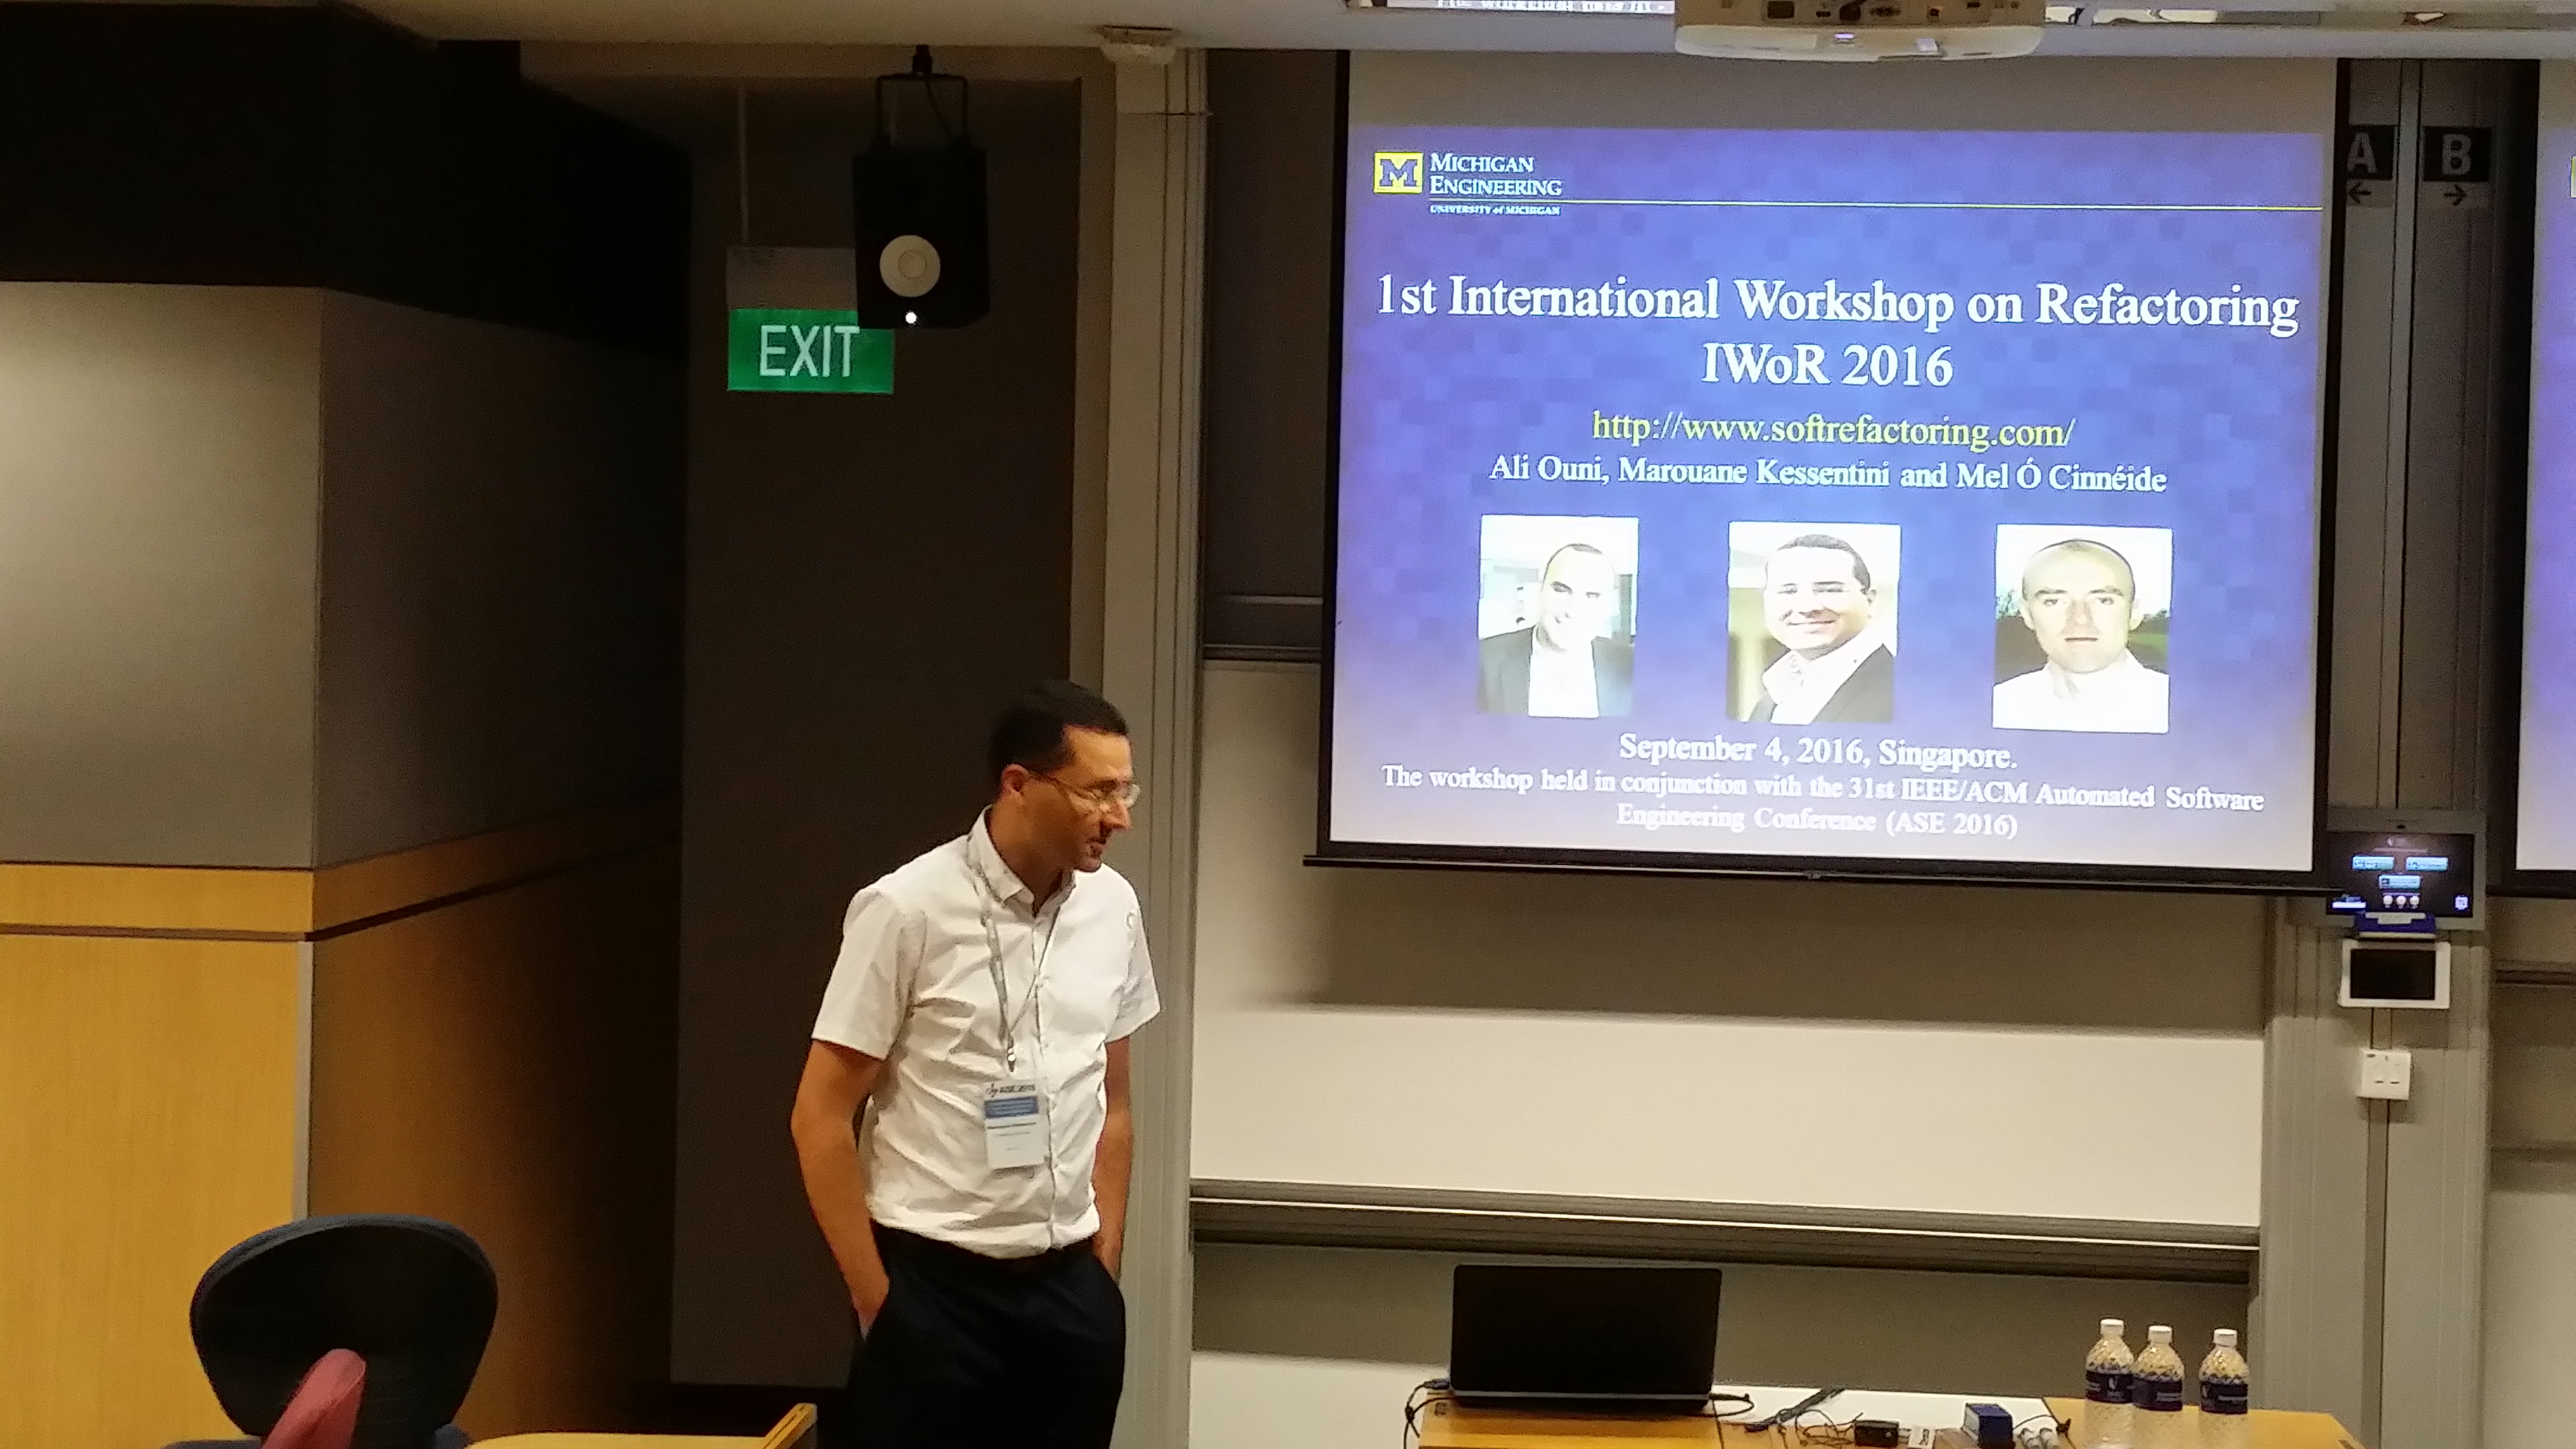 MICHIGAN
ENGINEERING
UNIVERSITY of MICHIGAN
1st International Workshop on Refactoring
IWoR 2016
http://www.softrefactoring.com/
Ali Ouni, Marouane Kessentini and Mel Ó Cinnéide
September 4, 2016, Singapore.
The workshop held in conjunction with the 31st IEEE/ACM Automated Software
Engineering Conference (ASE 2016)
EXIT
A
B